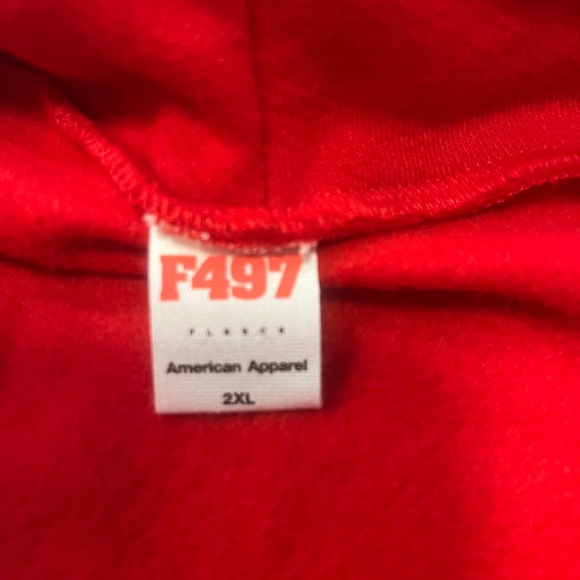 F497
FLEECE
American Apparel
2XL